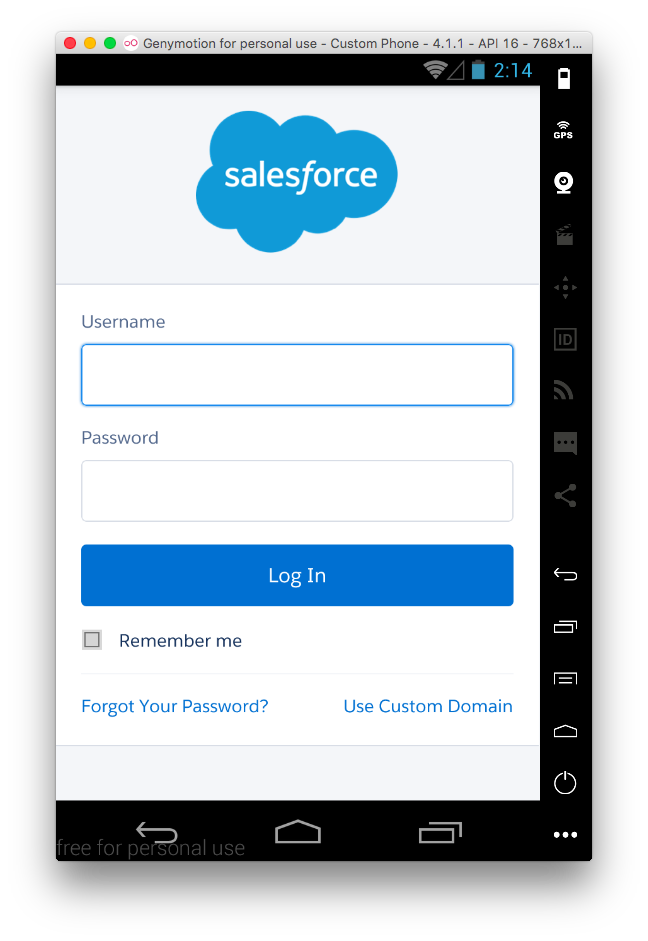 Genymotion for personal use - Custom Phone - 4.1.1 - API 16 - 768x1...
2:14
GPS
salesforce
ID
Username
Password
Log In
Remember me
Forgot Your Password? Use Custom Domain
free for personal use